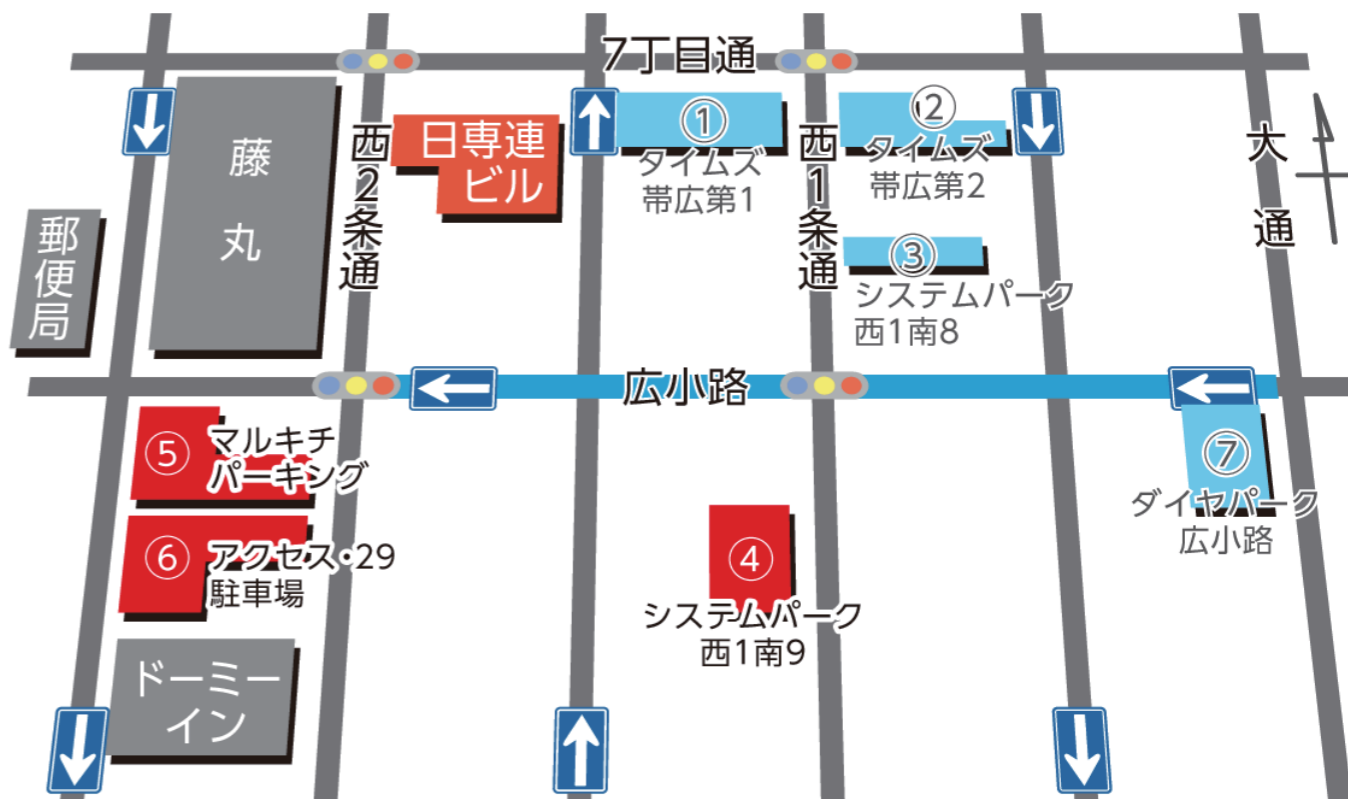 7丁目通
藤
丸
西2条通
日専連
ビル
①
タイムズ
帯広第1
西1条通
②
タイムズ
帯広第2
大通
郵便局
③
システムパーク
西1南8
広小路
⑤
マルキチ
パーキング
⑥
アクセス・29
駐車場
④
システムパーク
西1南9
⑦
ダイヤパーク
広小路
ドーミー
イン